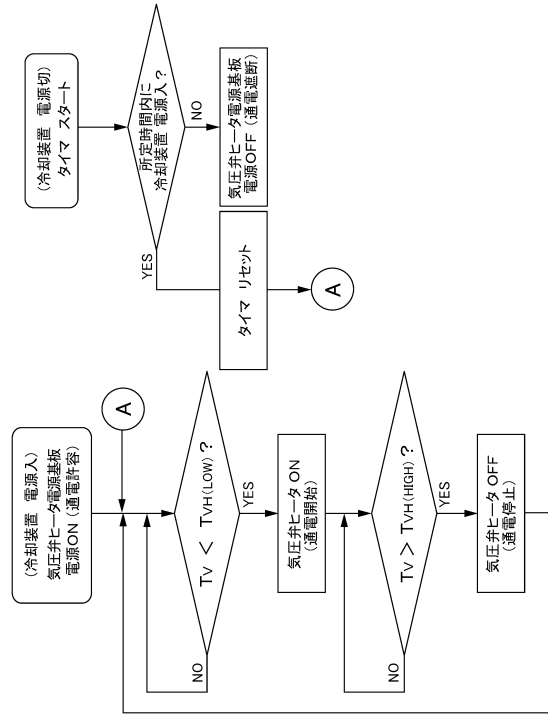 (冷却装置 電源入)
気圧弁ヒータ電源基板
電源ON (通電許容)
A
TV < TVH(LOW) ?
NO
YES
気圧弁ヒータ ON
(通電開始)
TV > TVH(HIGH) ?
NO
YES
気圧弁ヒータ OFF
(通電停止)
(冷却装置 電源切)
タイマ スタート
所定時間内に
冷却装置 電源入 ?
YES
NO
タイマ リセット
気圧弁ヒータ電源基板
電源OFF (通電遮断)
A